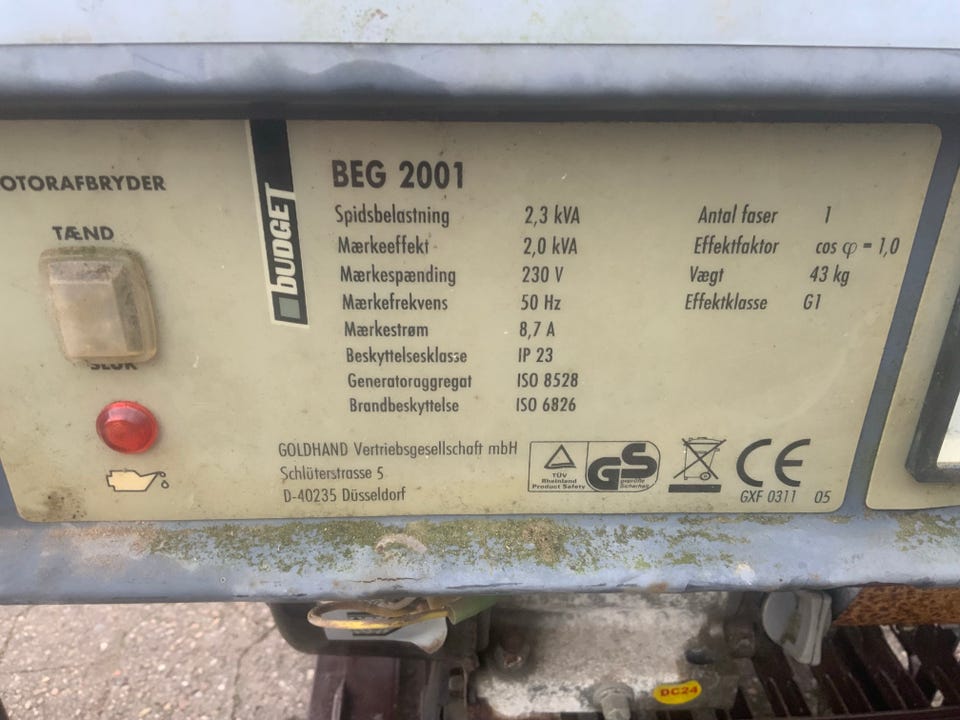 OTORAFBRYDER
TÆND
SLUK
BUDGET
BEG 2001
Spidsbelastning 2,3 kVA
Mærkeeffekt 2,0 kVA
Mærkespænding 230 V
Mærkefrekvens 50 Hz
Mærkestrøm 8,7 A
Beskyttelsesklasse IP 23
Generatoraggregat ISO 8528
Brandbeskyttelse ISO 6826
Antal faser 1
Effektfaktor cos φ = 1,0
Vægt 43 kg
Effektklasse G1
GOLDHAND Vertriebsgesellschaft mbH
Schlüterstrasse 5
D-40235 Düsseldorf
TÜV
Rheinland
Product Safety
GS
geprüfte
Sicherheit
CE
GXF 0311 05
DC24